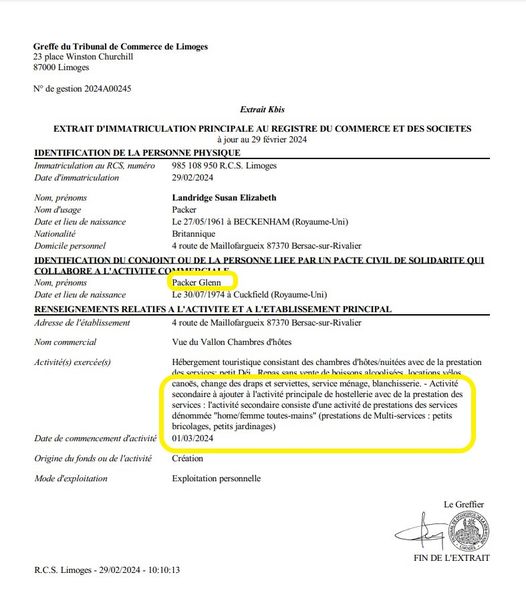 Greffe du Tribunal de Commerce de Limoges
23 place Winston Churchill
87000 Limoges
N° de gestion 2024A00245
Extrait Kbis
EXTRAIT D'IMMATRICULATION PRINCIPALE AU REGISTRE DU COMMERCE ET DES SOCIETES
à jour au 29 février 2024
IDENTIFICATION DE LA PERSONNE PHYSIQUE
Immatriculation au RCS, numéro 985 108 950 R.C.S. Limoges
Date d'immatriculation 29/02/2024
Nom, prénoms Landridge Susan Elizabeth
Nom d'usage Packer
Date et lieu de naissance Le 27/05/1961 à BECKENHAM (Royaume-Uni)
Nationalité Britannique
Domicile personnel 4 route de Maillofargueix 87370 Bersac-sur-Rivalier
IDENTIFICATION DU CONJOINT OU DE LA PERSONNE LIEE PAR UN PACTE CIVIL DE SOLIDARITE QUI
COLLABORE A L'ACTIVITE COMMERCIALE
Nom, prénoms Packer Glenn
Date et lieu de naissance Le 30/07/1974 à Cuckfield (Royaume-Uni)
RENSEIGNEMENTS RELATIFS A L'ACTIVITE ET A L'ETABLISSEMENT PRINCIPAL
Adresse de l'établissement 4 route de Maillofargueix 87370 Bersac-sur-Rivalier
Nom commercial Vue du Vallon Chambres d'hôtes
Activité(s) exercée(s) Hébergement touristique consistant des chambres d'hôtes/nuitées avec de la prestation
des services: petit Déj., Repas sans vente de boissons alcoolisées, locations vélos
canoës, change des draps et serviettes, service ménage, blanchisserie. - Activité
secondaire à ajouter à l'activité principale de hostellerie avec de la prestation des
services : l'activité secondaire consiste d'une activité de prestations des services
dénommée "home/femme toutes-mains" (prestations de Multi-services : petits
bricolages, petits jardinages)
Date de commencement d'activité 01/03/2024
Origine du fonds ou de l'activité Création
Mode d'exploitation Exploitation personnelle
Le Greffier
FIN DE L'EXTRAIT
R.C.S. Limoges - 29/02/2024 - 10:10:13